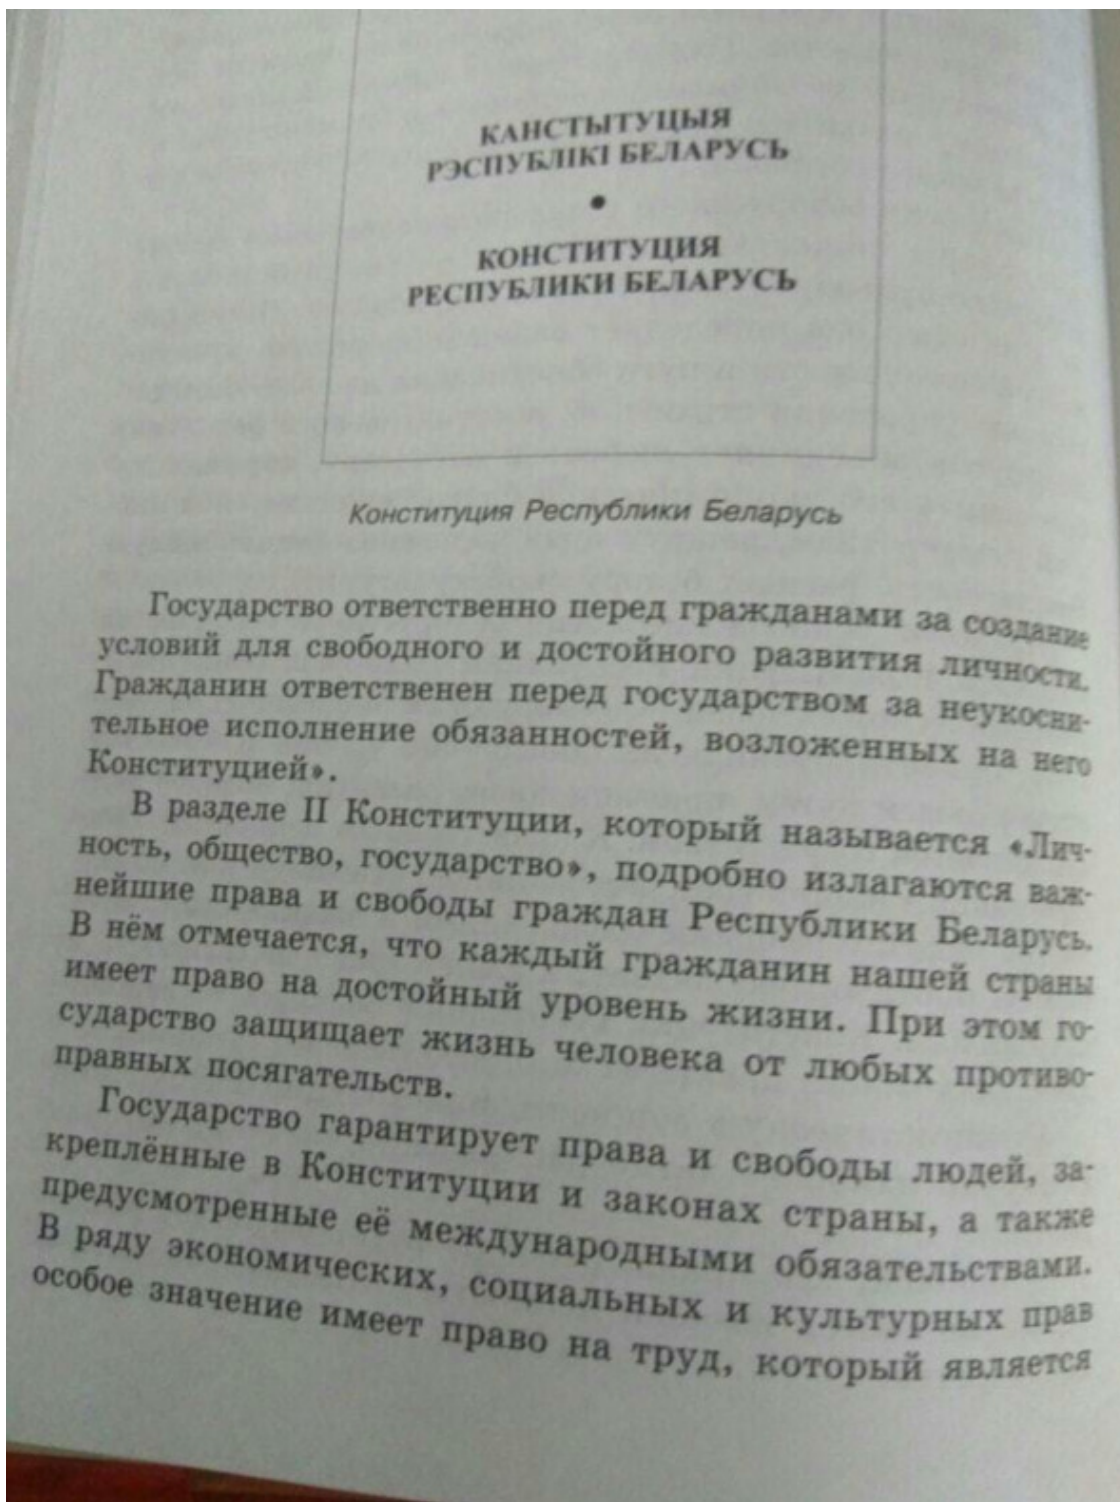 КАНСТЫТУЦЫЯ
РЭСПУБЛІКІ БЕЛАРУСЬ
•
КОНСТИТУЦИЯ
РЕСПУБЛИКИ БЕЛАРУСЬ
Конституция Республики Беларусь
Государство ответственно перед гражданами за создание
условий для свободного и достойного развития личности.
Гражданин ответственен перед государством за неукосни-
тельное исполнение обязанностей, возложенных на него
Конституцией».
В разделе II Конституции, который называется «Лич-
ность, общество, государство», подробно излагаются важ-
нейшие права и свободы граждан Республики Беларусь.
В нём отмечается, что каждый гражданин нашей страны
имеет право на достойный уровень жизни. При этом го-
сударство защищает жизнь человека от любых противо-
правных посягательств.
Государство гарантирует права и свободы людей, за-
креплённые в Конституции и законах страны, а также
предусмотренные её международными обязательствами.
В ряду экономических, социальных и культурных прав
особое значение имеет право на труд, который является